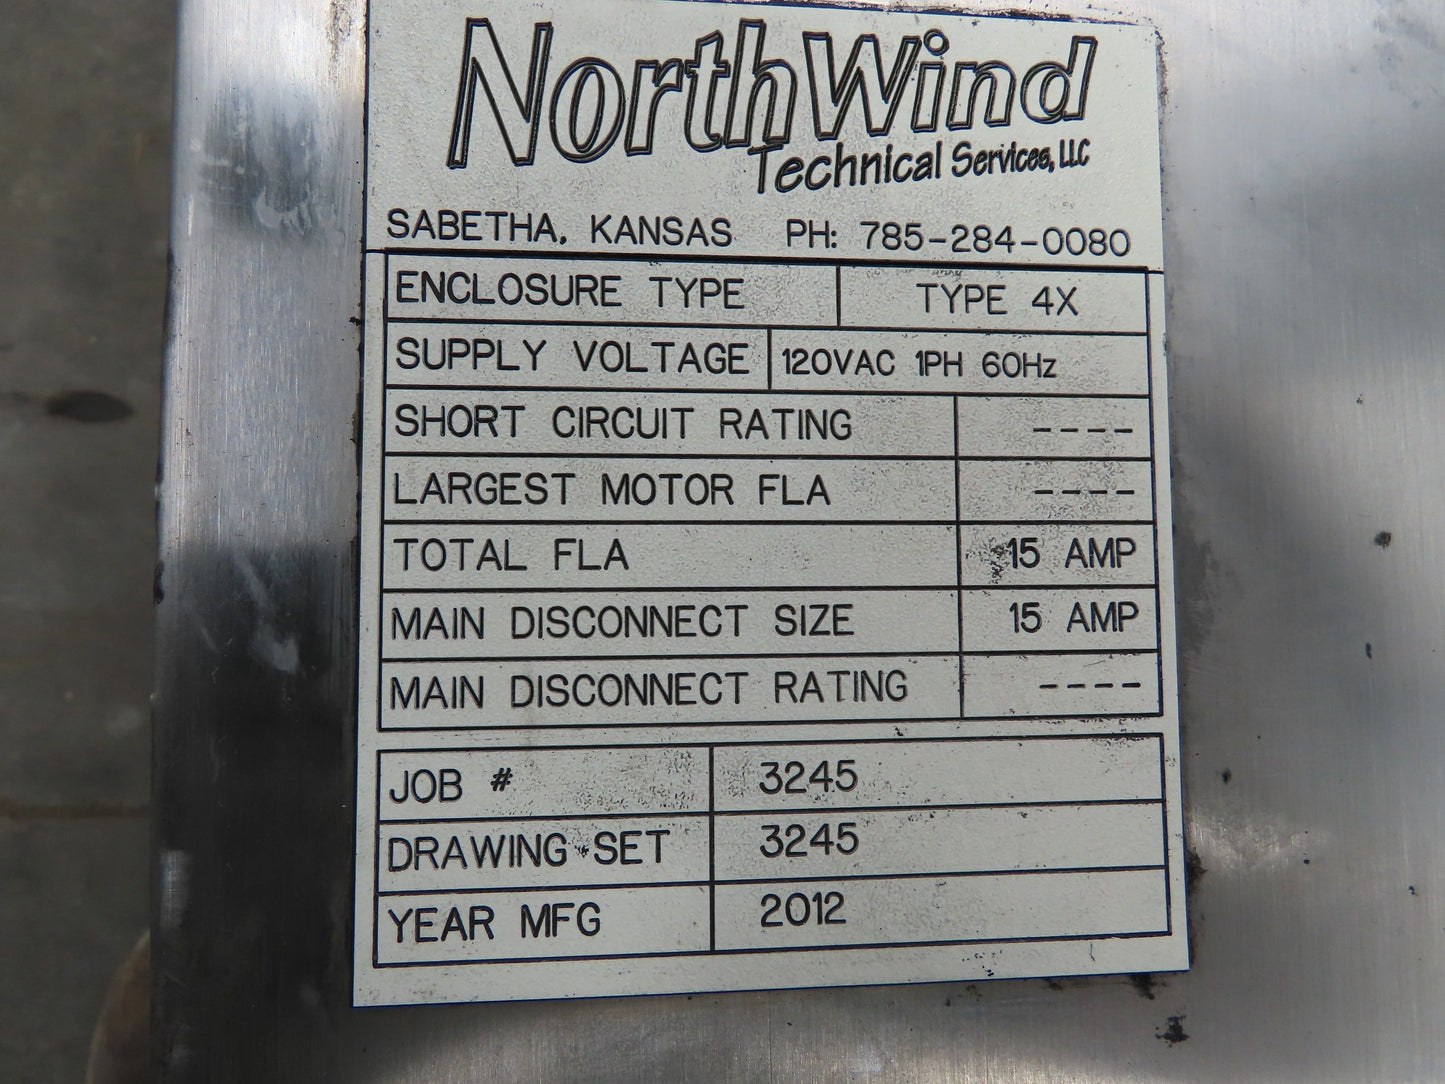 NorthWind
Technical Services, LLC
SABETHA, KANSAS PH: 785-284-0080
ENCLOSURE TYPE TYPE 4X
SUPPLY VOLTAGE 120VAC 1PH 60Hz
SHORT CIRCUIT RATING ----
LARGEST MOTOR FLA ----
TOTAL FLA 15 AMP
MAIN DISCONNECT SIZE 15 AMP
MAIN DISCONNECT RATING ----
JOB # 3245
DRAWING SET 3245
YEAR MFG 2012